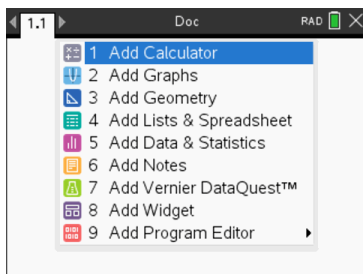 1.1 Doc RAD
1 Add Calculator
2 Add Graphs
3 Add Geometry
4 Add Lists & Spreadsheet
5 Add Data & Statistics
6 Add Notes
7 Add Vernier DataQuest™
8 Add Widget
9 Add Program Editor